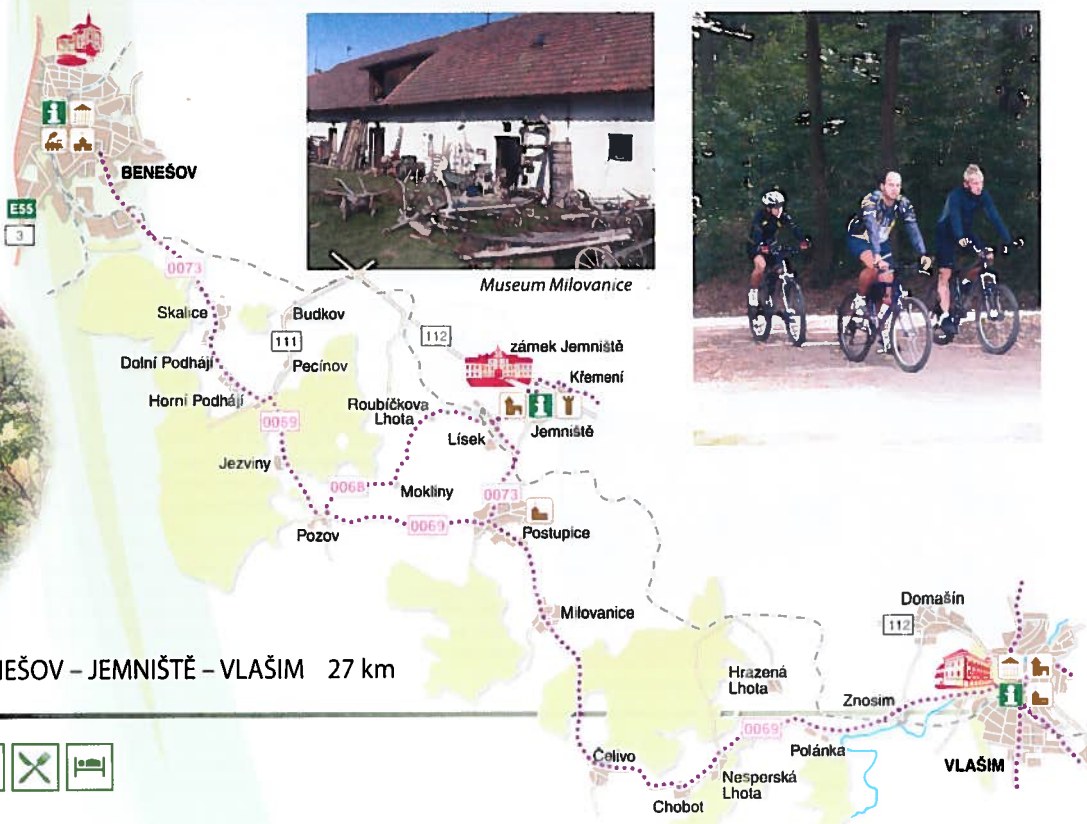 BENEŠOV
E55
3
Museum Milovanice
0073
Skalice
Budkov
111
112
zámek Jemniště
Dolní Podhájí
Pecínov
Křemení
Horní Podhájí
Roubíčkova
Lhota
0069
Jemniště
Lísek
Jezviny
0068
Mokliny
0073
0069
Pozov
Postupice
Milovanice
Domašín
112
NEŠOV – JEMNIŠTĚ – VLAŠIM 27 km
Hrazená
Lhota
Znosim
0069
Polánka
Čelivo
VLAŠIM
Nesperská
Lhota
Chobot